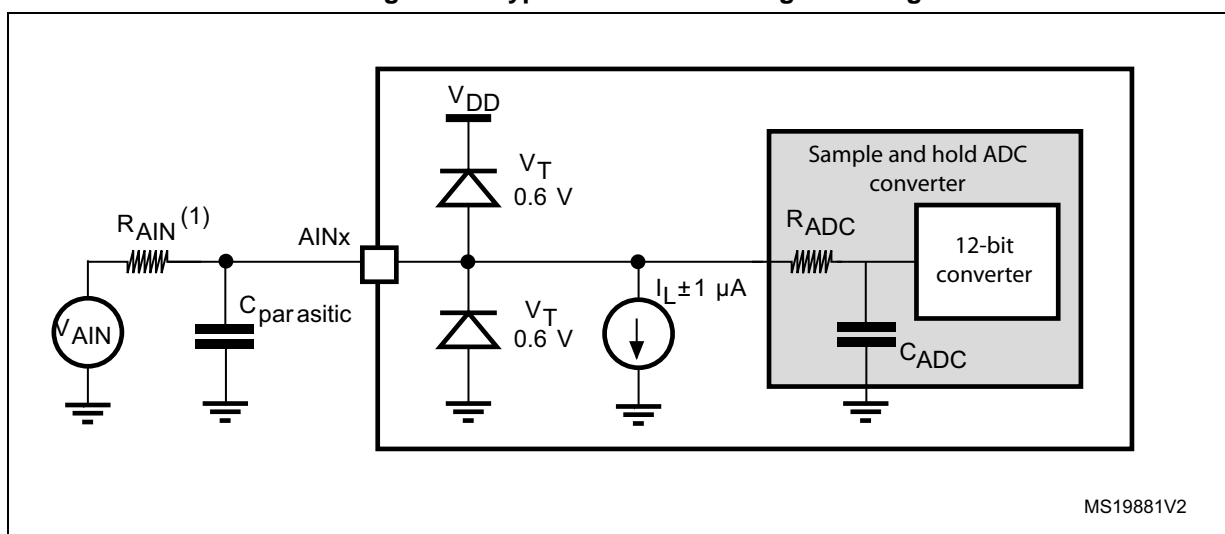 V_DD
V_T
0.6 V
Sample and hold ADC
converter
R_AIN (1)
AINx
R_ADC
12-bit
converter
I_L±1 µA
C_parasitic
V_T
0.6 V
V_AIN
C_ADC
MS19881V2